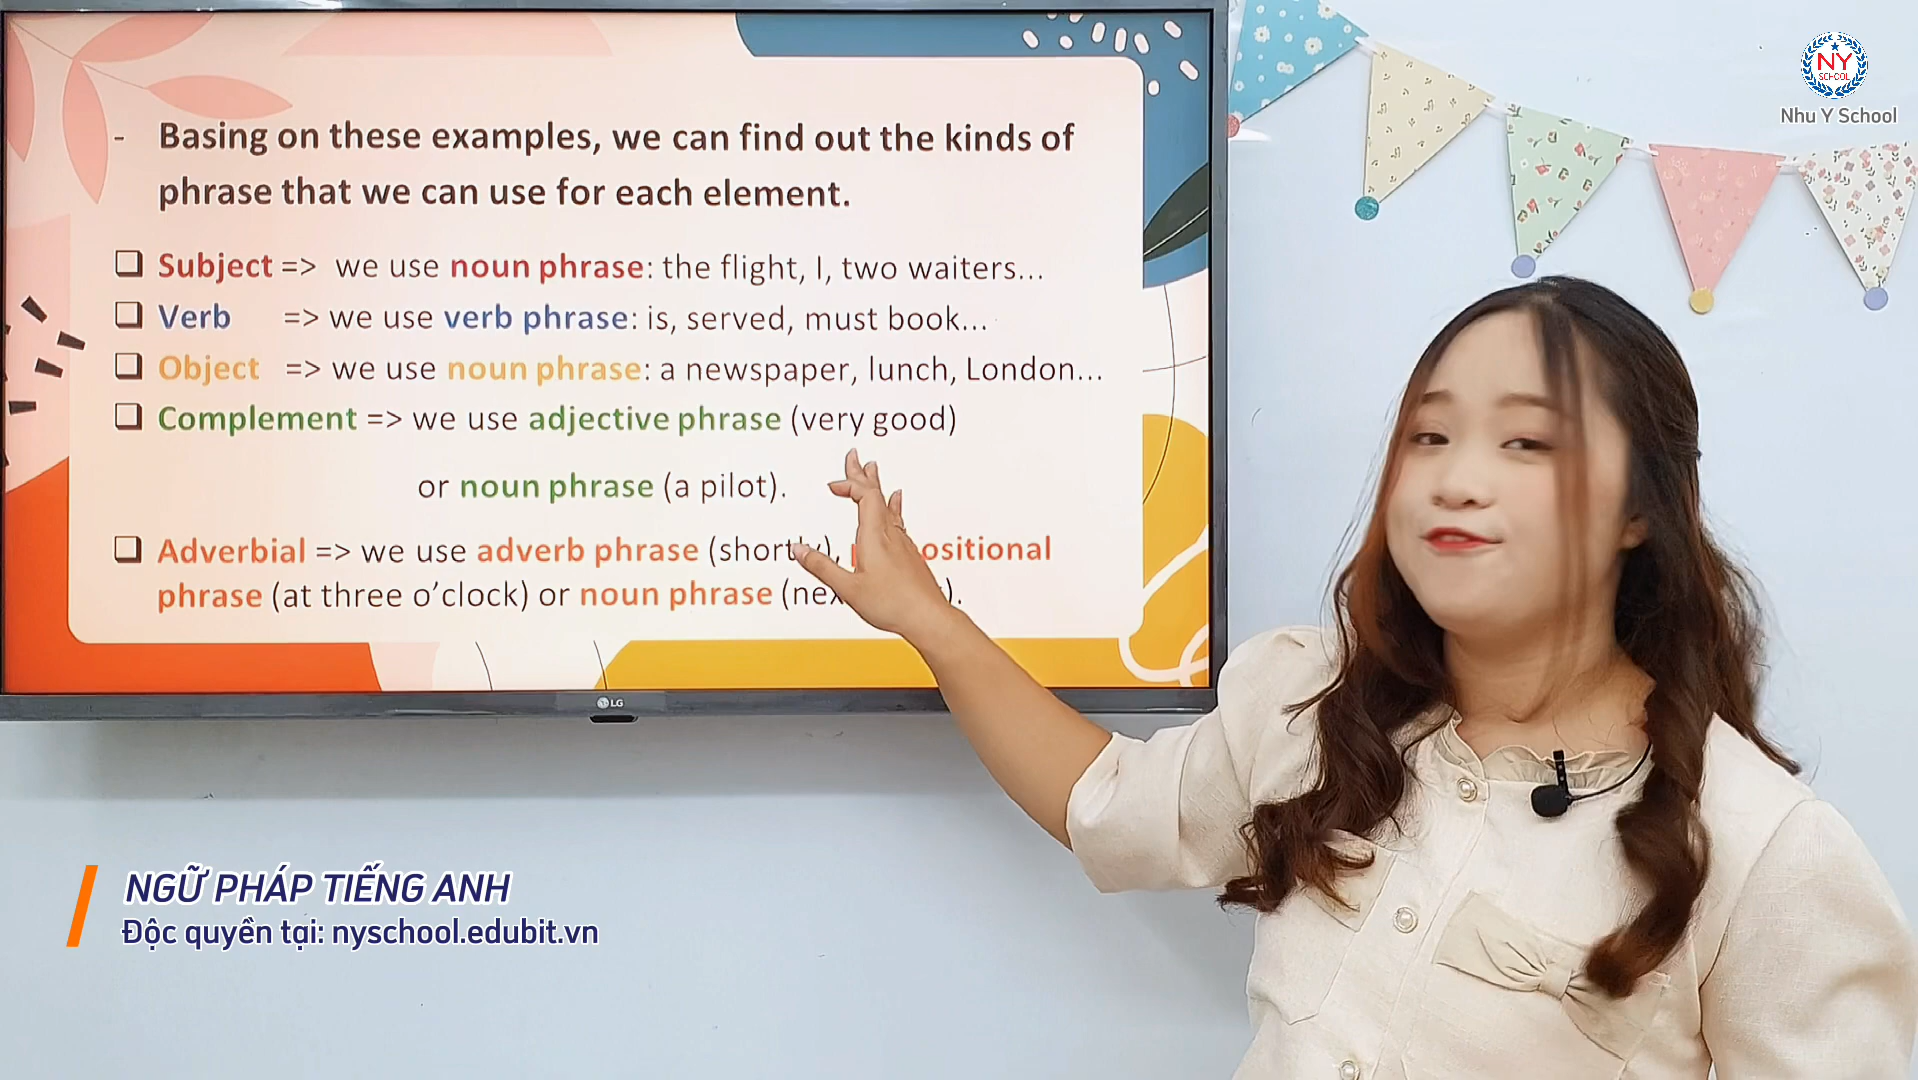 - Basing on these examples, we can find out the kinds of
phrase that we can use for each element.
Subject => we use noun phrase: the flight, I, two waiters...
Verb => we use verb phrase: is, served, must book...
Object => we use noun phrase: a newspaper, lunch, London...
Complement => we use adjective phrase (very good)
or noun phrase (a pilot).
Adverbial => we use adverb phrase (shortly),
phrase (at three o’clock) or noun phrase
LG
NY
SCHOOL
Nhu Y School
NGỮ PHÁP TIẾNG ANH
Độc quyền tại: nyschool.edubit.vn